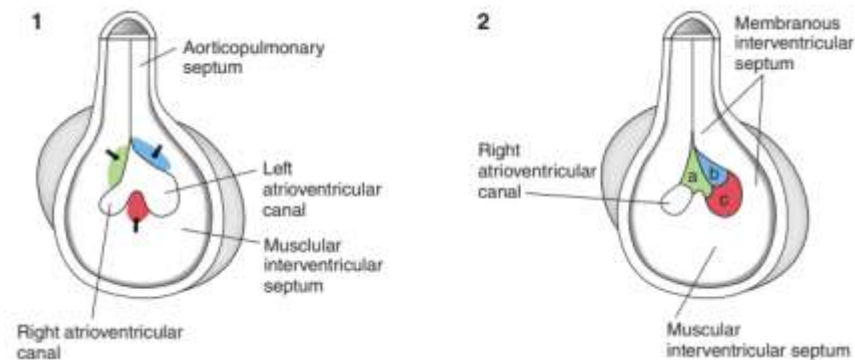 1
Aorticopulmonary
septum
Left
atrioventricular
canal
Musclular
interventricular
septum
Right atrioventricular
canal
2
Membranous
interventricular
septum
Right
atrioventricular
canal
a
b
c
Muscular
interventricular septum